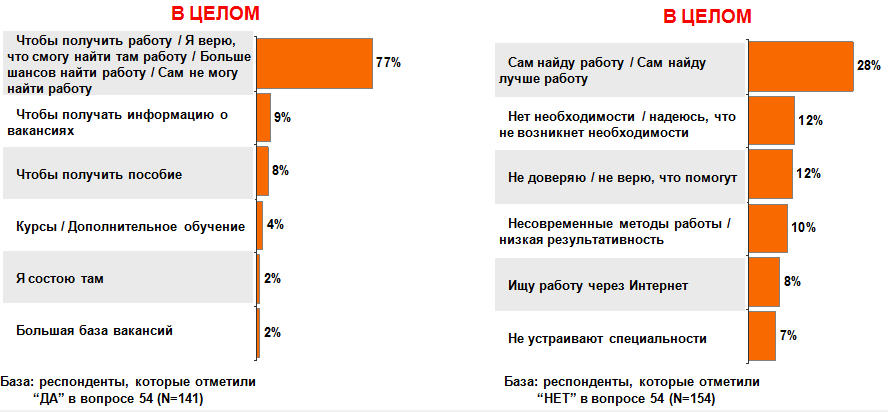 В ЦЕЛОМ
Чтобы получить работу / Я верю,
что смогу найти там работу / Больше
шансов найти работу / Сам не могу
найти работу
77%
Чтобы получать информацию о
вакансиях
9%
Чтобы получить пособие
8%
Курсы / Дополнительное обучение
4%
Я состою там
2%
Большая база вакансий
2%
База: респонденты, которые отметили
“ДА” в вопросе 54 (N=141)
В ЦЕЛОМ
Сам найду работу / Сам найду
лучше работу
28%
Нет необходимости / надеюсь, что
не возникнет необходимости
12%
Не доверяю / не верю, что помогут
12%
Несовременные методы работы /
низкая результативность
10%
Ищу работу через Интернет
8%
Не устраивают специальности
7%
База: респонденты, которые отметили
“НЕТ” в вопросе 54 (N=154)